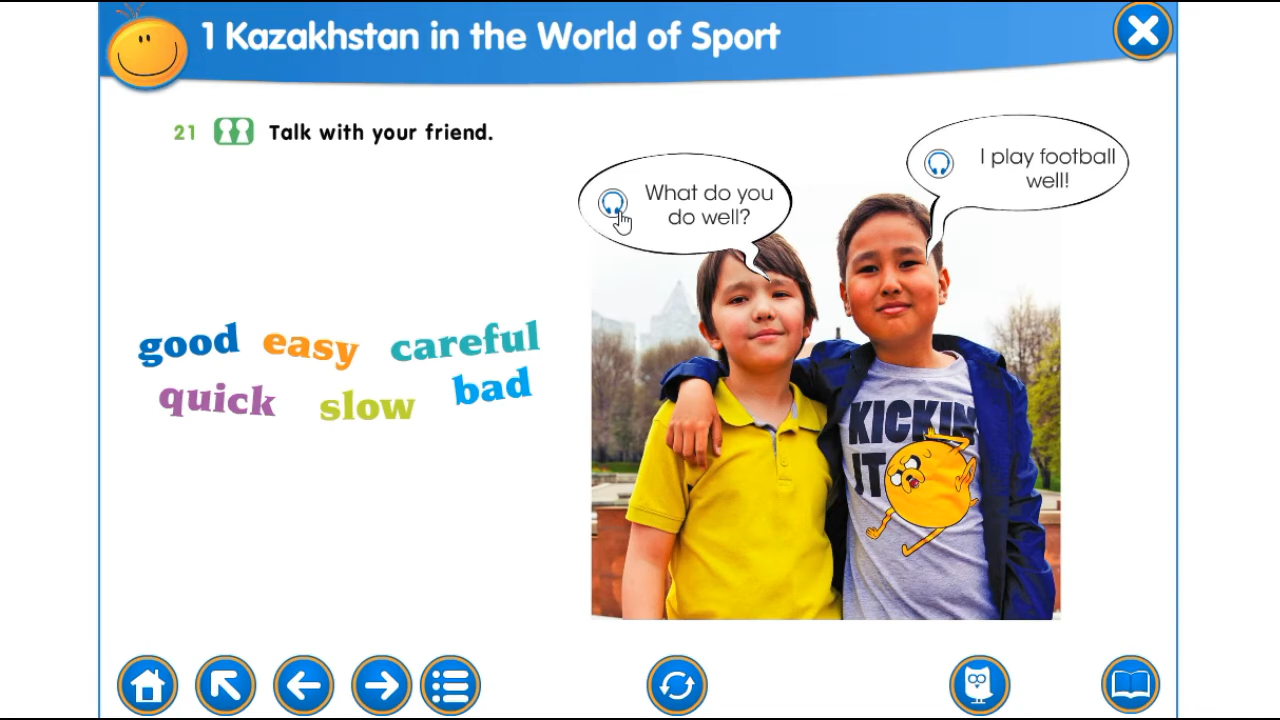 1 Kazakhstan in the World of Sport
21 Talk with your friend.
What do you
do well?
I play football
well!
good easy careful
quick slow bad
KICKIN
IT